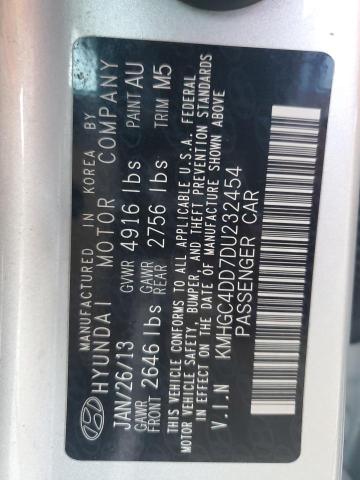 MANUFACTURED IN KOREA BY
HYUNDAI MOTOR COMPANY
JAN/26/13 GVWR 4916 lbs PAINT AU
GAWR FRONT 2646 lbs GAWR REAR 2756 lbs TRIM M5
THIS VEHICLE CONFORMS TO ALL APPLICABLE U.S.A. FEDERAL
MOTOR VEHICLE SAFETY, BUMPER, AND THEFT PREVENTION STANDARDS
IN EFFECT ON THE DATE OF MANUFACTURE SHOWN ABOVE
V.I.N KMHGC4DD7DU232454
PASSENGER CAR